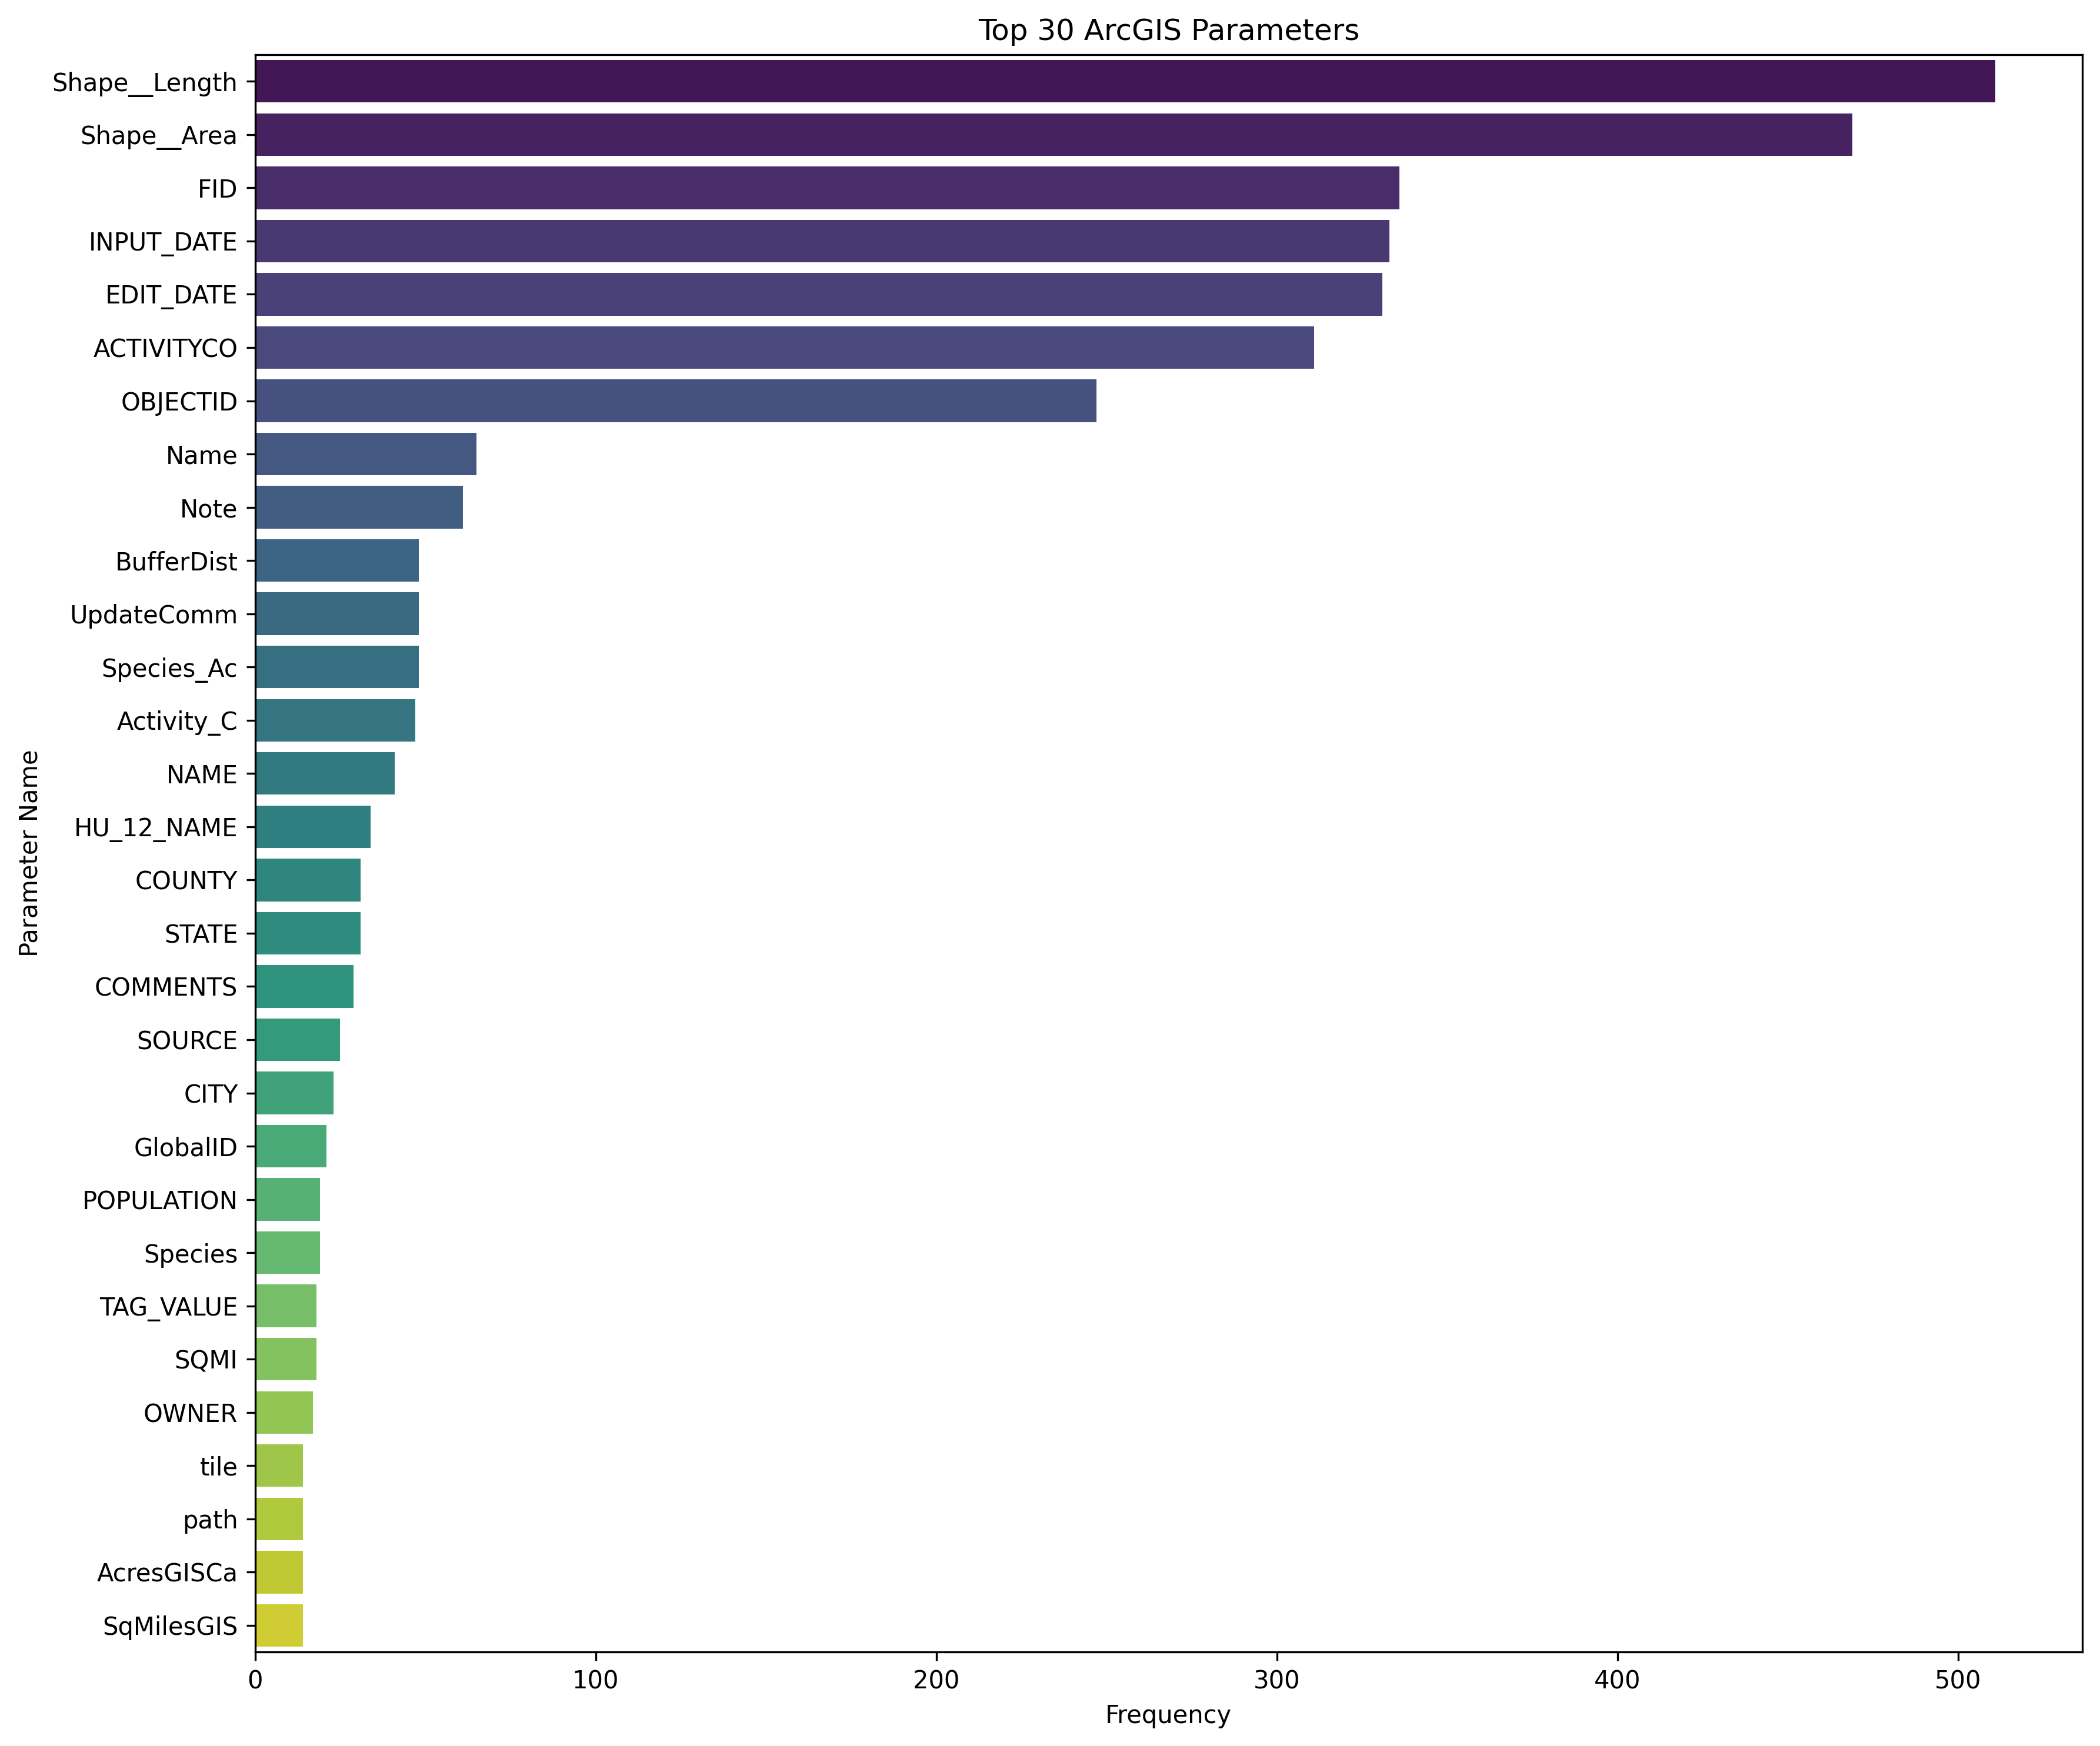 Top 30 ArcGIS Parameters
Shape__Length
Shape__Area
FID
INPUT_DATE
EDIT_DATE
ACTIVITYCO
OBJECTID
Name
Note
BufferDist
UpdateComm
Species_Ac
Activity_C
NAME
HU_12_NAME
COUNTY
STATE
COMMENTS
SOURCE
CITY
GlobalID
POPULATION
Species
TAG_VALUE
SQMI
OWNER
tile
path
AcresGISCa
SqMilesGIS
Parameter Name
0 100 200 300 400 500
Frequency